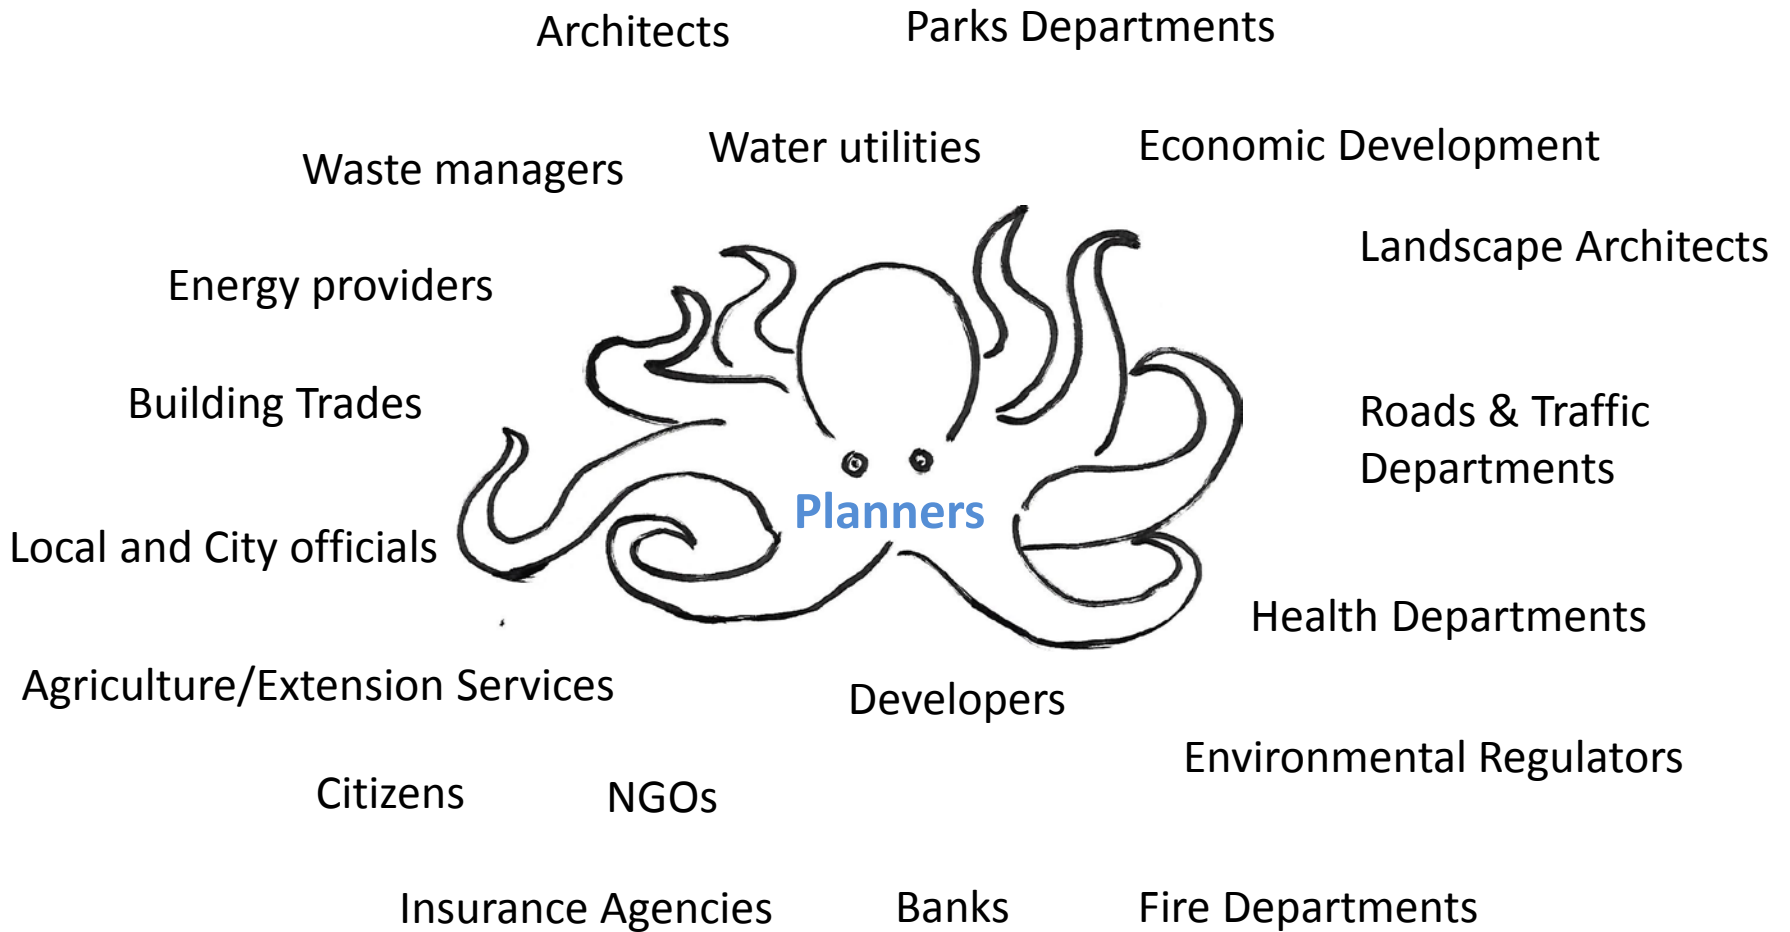 Architects
Parks Departments
Water utilities
Economic Development
Waste managers
Landscape Architects
Energy providers
Building Trades
Roads & Traffic
Departments
Planners
Local and City officials
Health Departments
Agriculture/Extension Services
Developers
Environmental Regulators
Citizens
NGOs
Insurance Agencies
Banks
Fire Departments